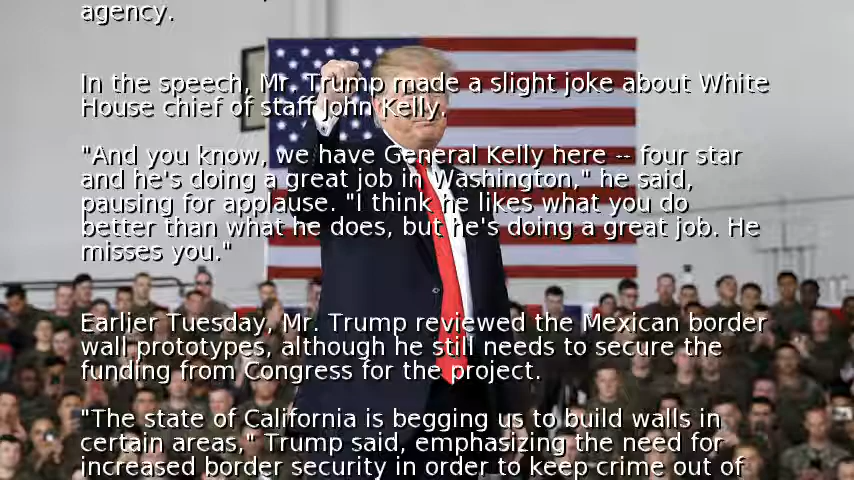 agency.
In the speech, Mr. Trump made a slight joke about White
House chief of staff John Kelly.
"And you know, we have General Kelly here -- four star
and he's doing a great job in Washington," he said,
pausing for applause. "I think he likes what you do
better than what he does, but he's doing a great job. He
misses you."
Earlier Tuesday, Mr. Trump reviewed the Mexican border
wall prototypes, although he still needs to secure the
funding from Congress for the project.
"The state of California is begging us to build walls in
certain areas," Trump said, emphasizing the need for
increased border security in order to keep crime out of